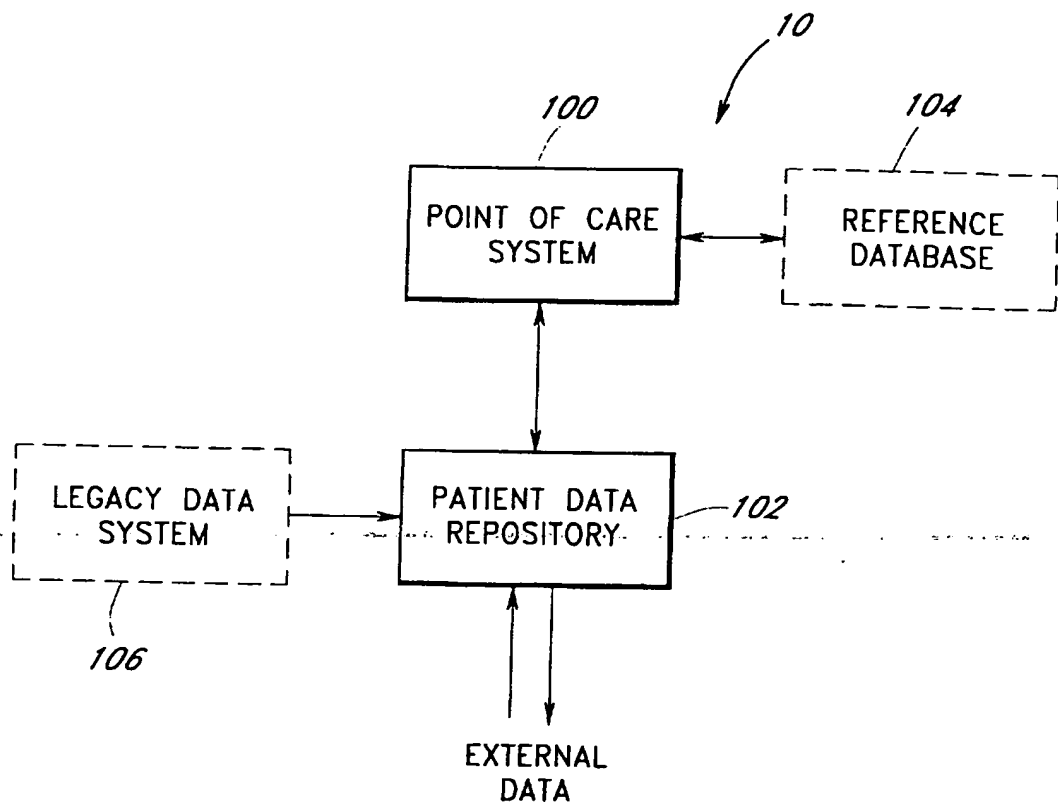 10
100
104
POINT OF CARE
SYSTEM
REFERENCE
DATABASE
LEGACY DATA
SYSTEM
PATIENT DATA
REPOSITORY
102
106
EXTERNAL
DATA